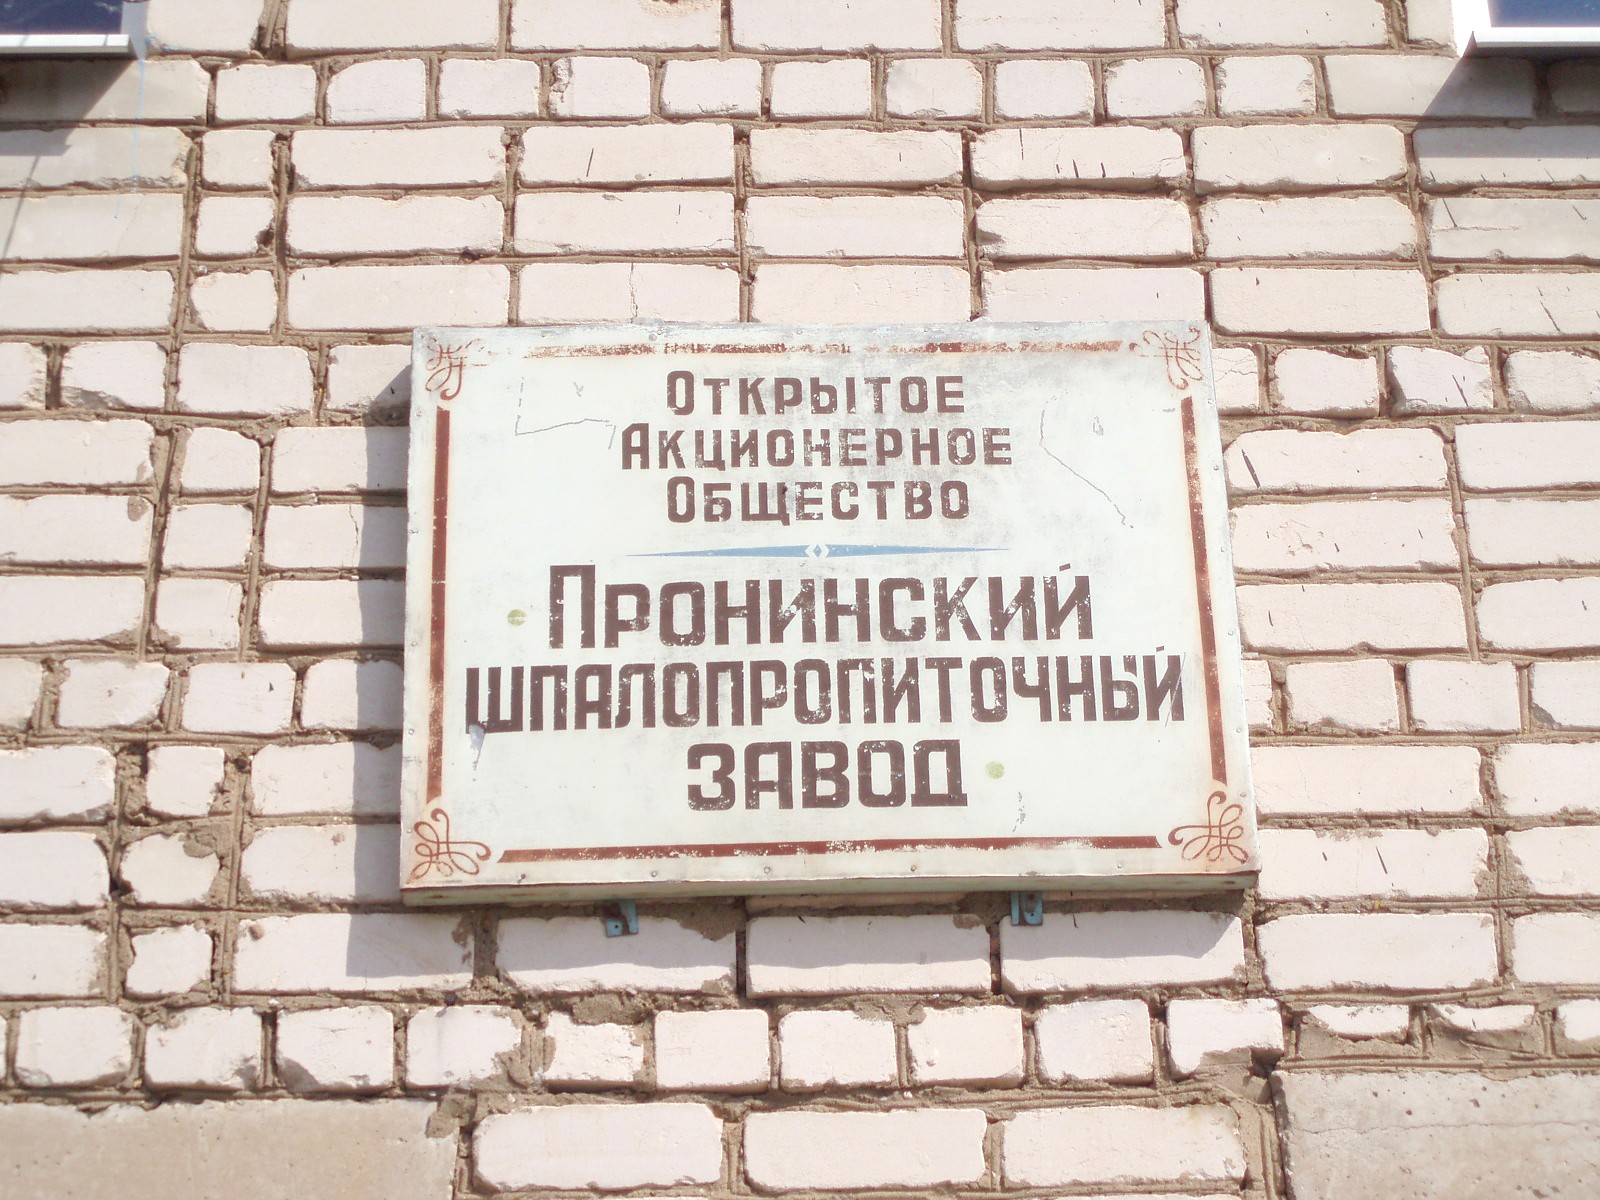 Открытое
Акционерное
Общество
Пронинский
шпалопропиточный
завод